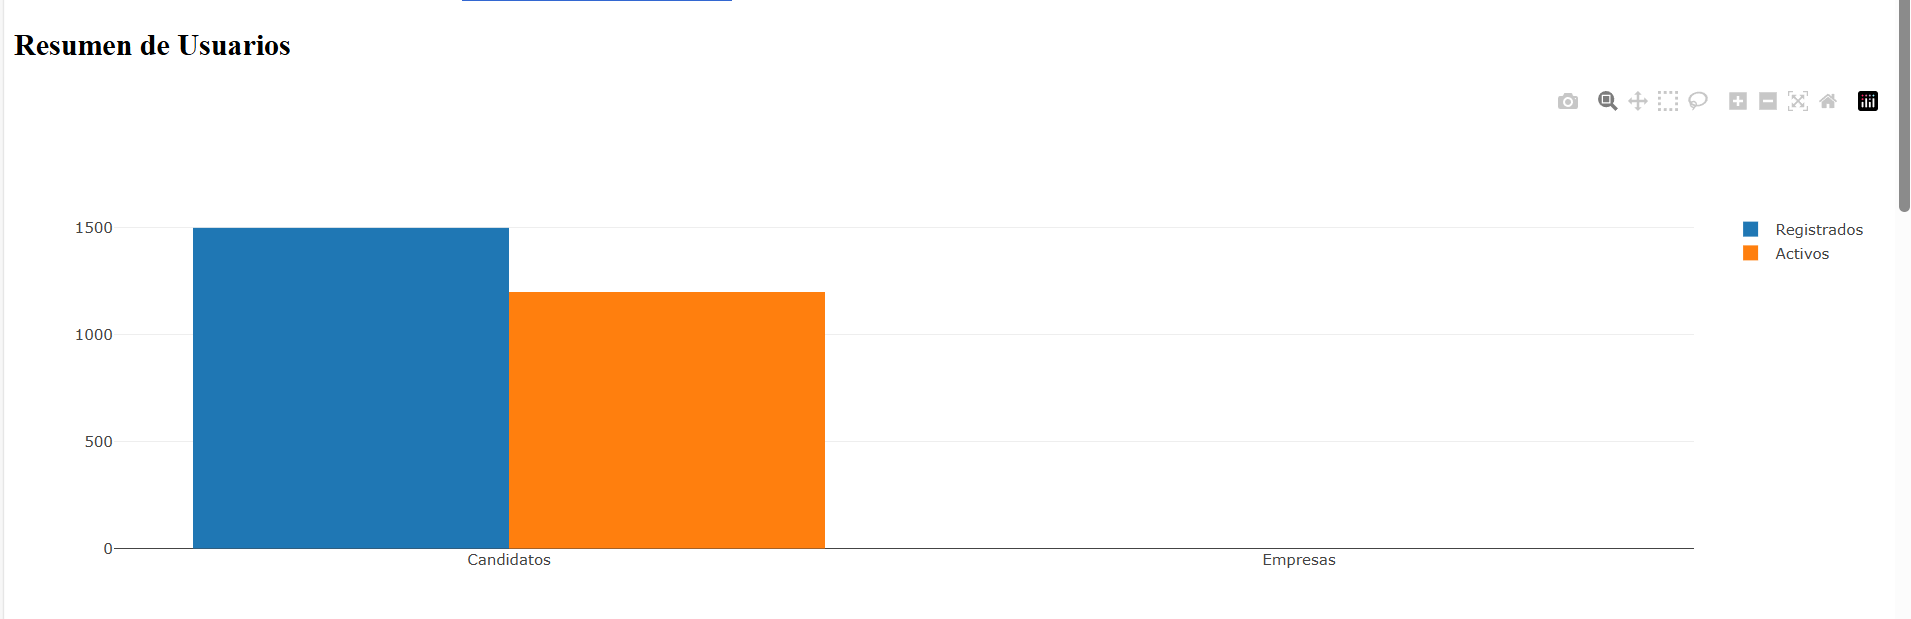 Resumen de Usuarios
1500
1000
500
0
Candidatos
Empresas
Registrados
Activos